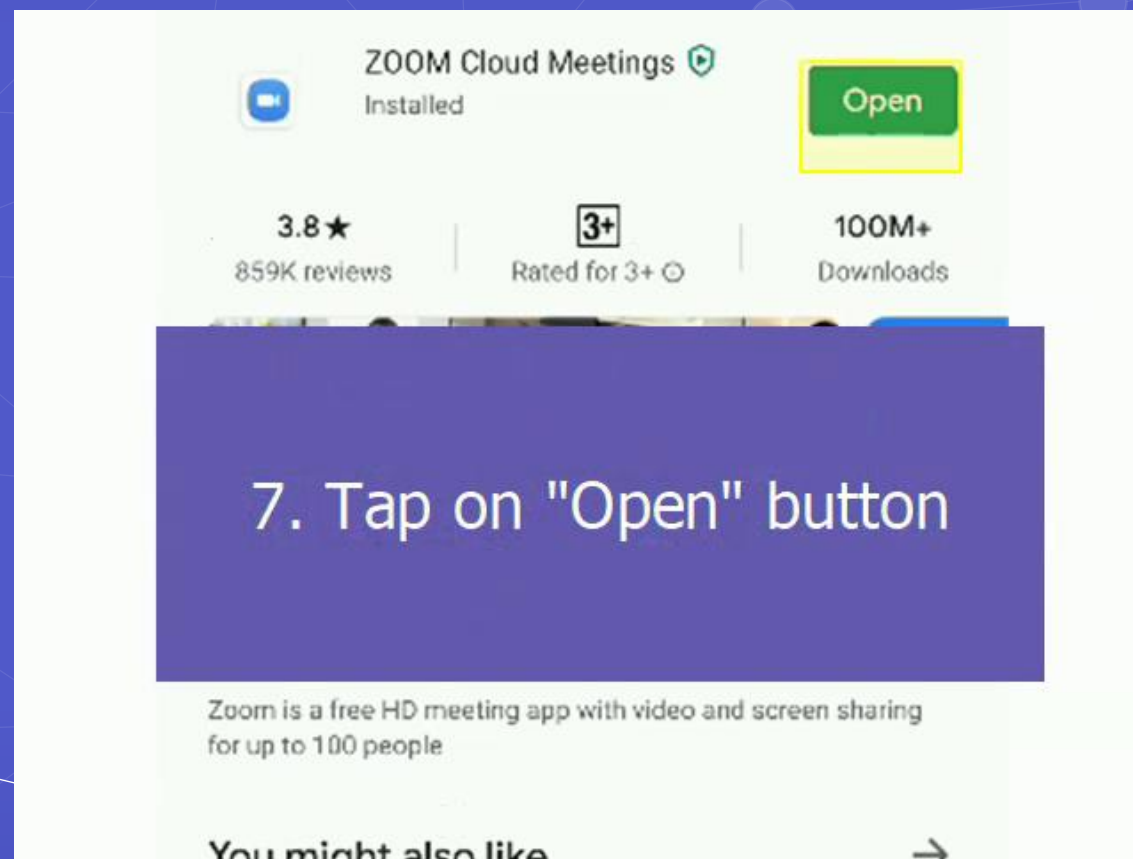 ZOOM Cloud Meetings
Installed
Open
3.8★
859K reviews
3+
Rated for 3+
100M+
Downloads
7. Tap on "Open" button
Zoom is a free HD meeting app with video and screen sharing
for up to 100 people
You might also like